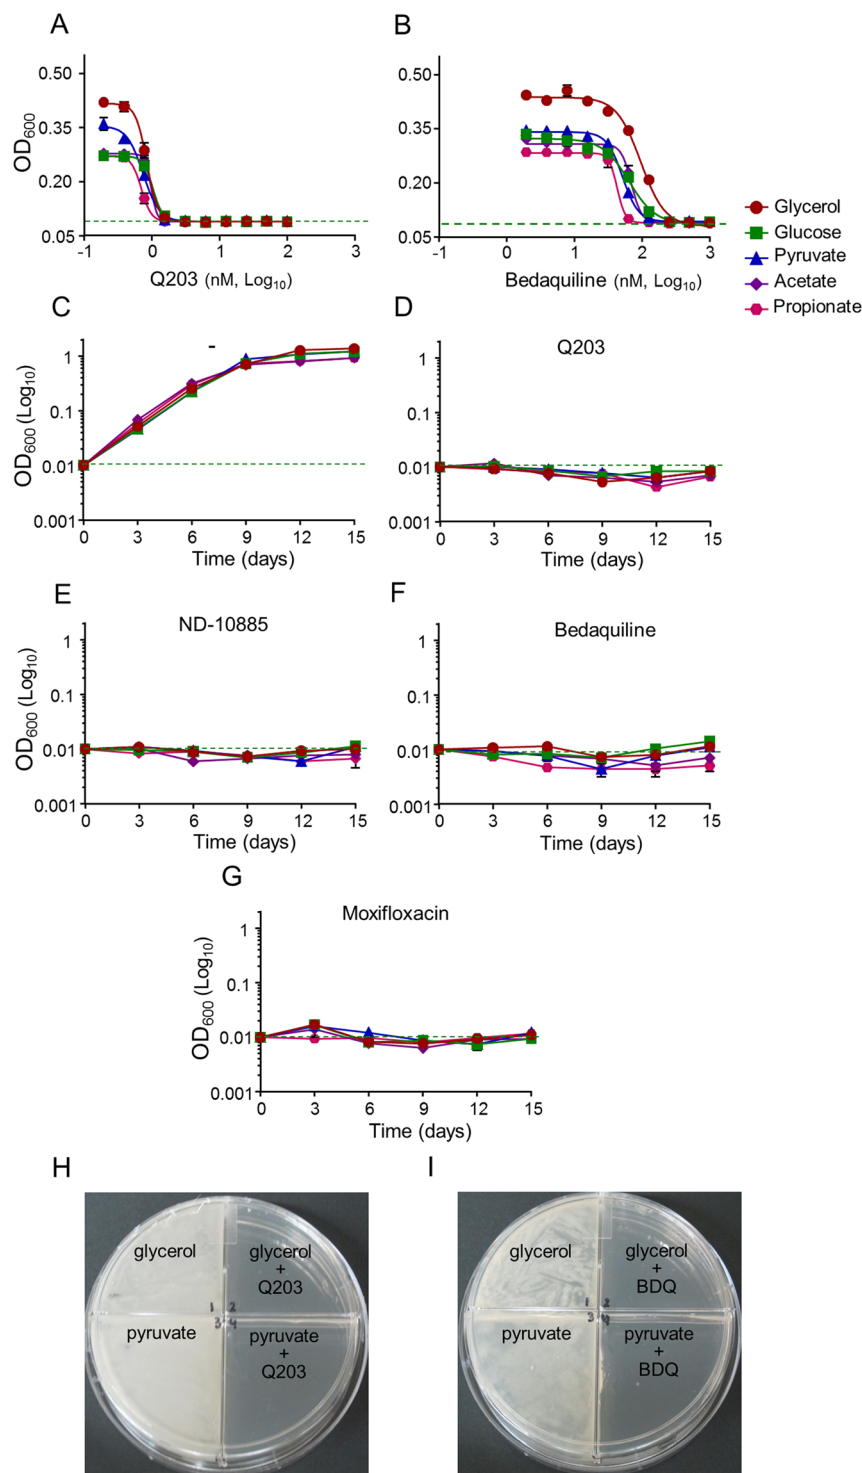 A
B
0.50
0.35
0.20
0.05
OD600
-1
0
1
2
3
Q203 (nM, Log10)
0.50
0.35
0.20
0.05
-1
0
1
2
3
Bedaquiline (nM, Log10)
Glycerol
Glucose
Pyruvate
Acetate
Propionate
C
D
-
1
0.1
0.01
0.001
OD600 (Log10)
0
3
6
9
12
15
Time (days)
Q203
1
0.1
0.01
0.001
0
3
6
9
12
15
Time (days)
E
F
ND-10885
1
0.1
0.01
0.001
OD600 (Log10)
0
3
6
9
12
15
Time (days)
Bedaquiline
1
0.1
0.01
0.001
0
3
6
9
12
15
Time (days)
G
Moxifloxacin
1
0.1
0.01
0.001
OD600 (Log10)
0
3
6
9
12
15
Time (days)
H
I
glycerol
glycerol
+
Q203
1 2
3 4
pyruvate
pyruvate
+
Q203
glycerol
glycerol
+
BDQ
1 2
3 4
pyruvate
pyruvate
+
BDQ